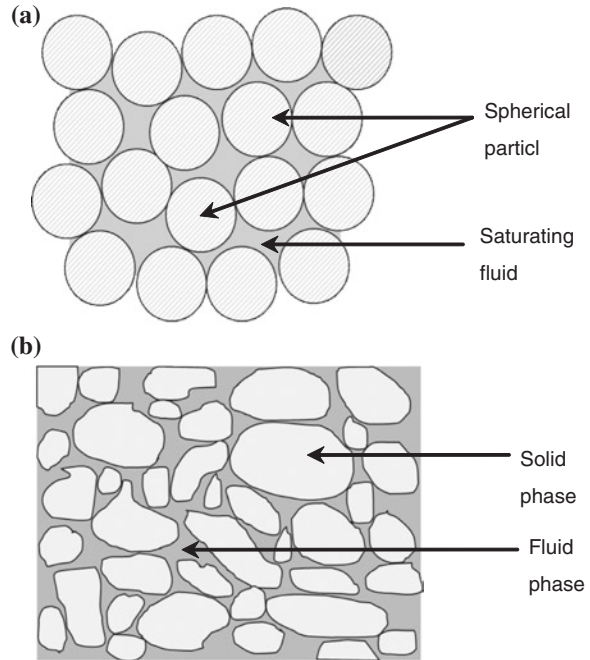 (a)
Spherical
particl
Saturating
fluid
(b)
Solid
phase
Fluid
phase